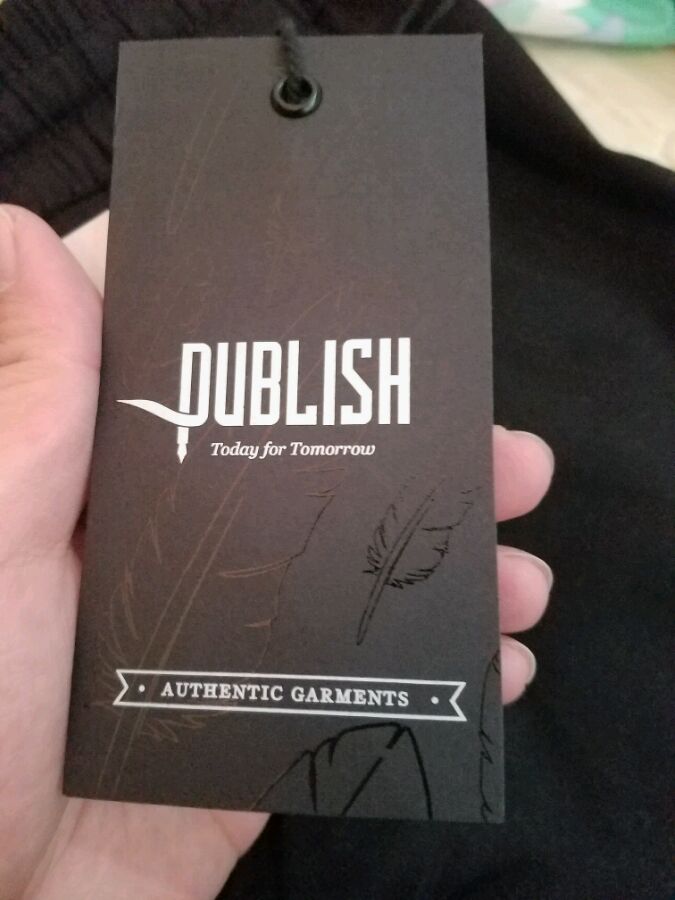 PUBLISH
Today for Tomorrow
• AUTHENTIC GARMENTS •